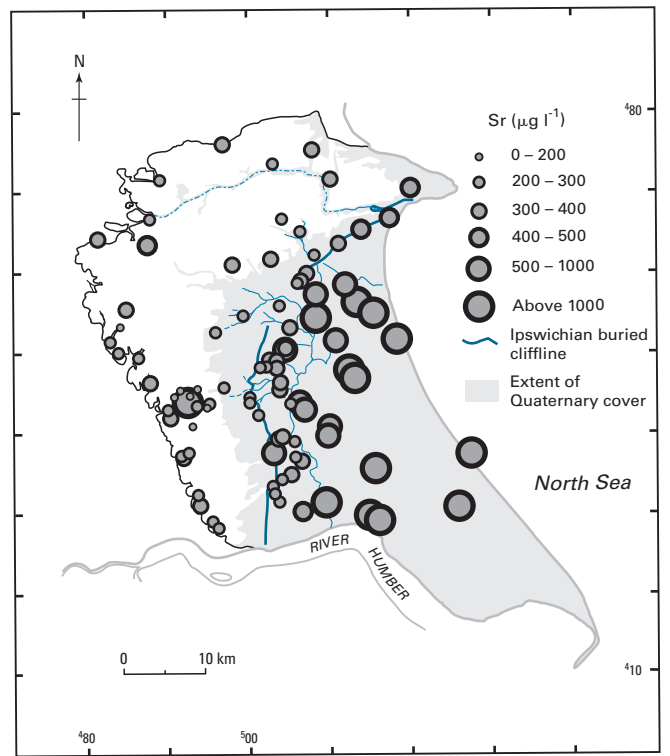 N
⁴80
Sr (µg l⁻¹)
0 – 200
200 – 300
300 – 400
400 – 500
500 – 1000
Above 1000
Ipswichian buried
cliffline
Extent of
Quaternary cover
North Sea
RIVER
HUMBER
0 10 km
⁴10
⁴80 ⁵00